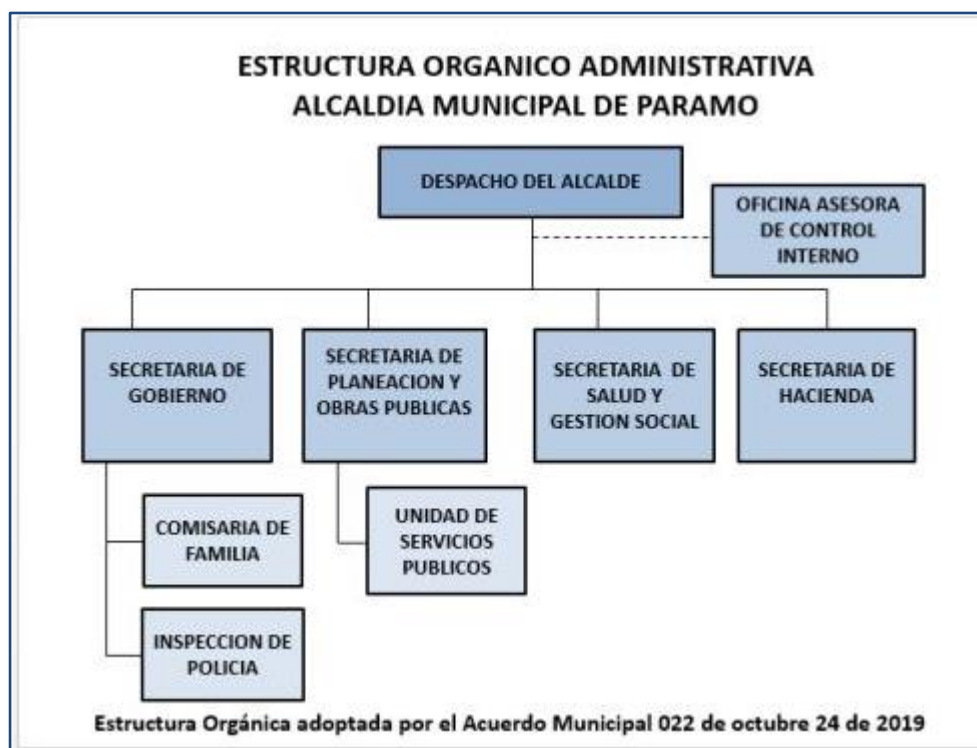 ESTRUCTURA ORGANICO ADMINISTRATIVA
ALCALDIA MUNICIPAL DE PARAMO
DESPACHO DEL ALCALDE
OFICINA ASESORA
DE CONTROL
INTERNO
SECRETARIA DE
GOBIERNO
SECRETARIA DE
PLANEACION Y
OBRAS PUBLICAS
SECRETARIA DE
SALUD Y
GESTION SOCIAL
SECRETARIA DE
HACIENDA
COMISARIA DE
FAMILIA
UNIDAD DE
SERVICIOS
PUBLICOS
INSPECCION DE
POLICIA
Estructura Orgánica adoptada por el Acuerdo Municipal 022 de octubre 24 de 2019